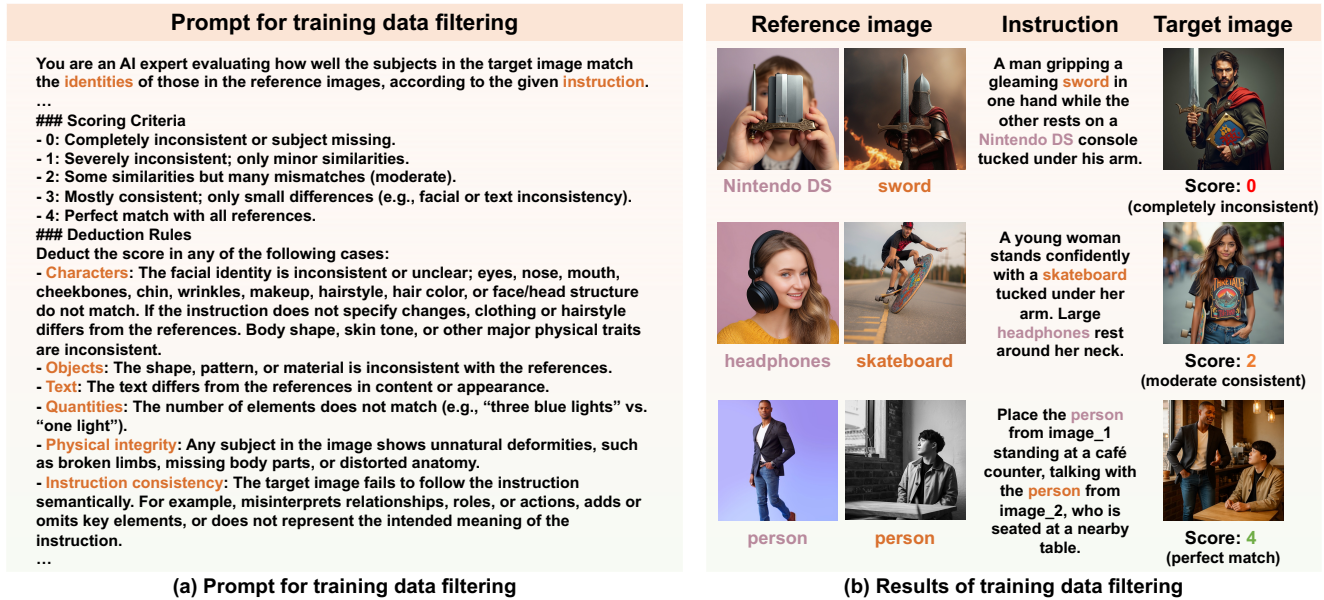 Prompt for training data filtering
You are an AI expert evaluating how well the subjects in the target image match
the identities of those in the reference images, according to the given instruction.
...
### Scoring Criteria
- 0: Completely inconsistent or subject missing.
- 1: Severely inconsistent; only minor similarities.
- 2: Some similarities but many mismatches (moderate).
- 3: Mostly consistent; only small differences (e.g., facial or text inconsistency).
- 4: Perfect match with all references.
### Deduction Rules
Deduct the score in any of the following cases:
- Characters: The facial identity is inconsistent or unclear; eyes, nose, mouth,
cheekbones, chin, wrinkles, makeup, hairstyle, hair color, or face/head structure
do not match. If the instruction does not specify changes, clothing or hairstyle
differs from the references. Body shape, skin tone, or other major physical traits
are inconsistent.
- Objects: The shape, pattern, or material is inconsistent with the references.
- Text: The text differs from the references in content or appearance.
- Quantities: The number of elements does not match (e.g., “three blue lights” vs.
“one light”).
- Physical integrity: Any subject in the image shows unnatural deformities, such
as broken limbs, missing body parts, or distorted anatomy.
- Instruction consistency: The target image fails to follow the instruction
semantically. For example, misinterprets relationships, roles, or actions, adds or
omits key elements, or does not represent the intended meaning of the
instruction.
...
(a) Prompt for training data filtering
Reference image Instruction Target image
Nintendo DS
sword
A man gripping a
gleaming sword in
one hand while the
other rests on a
Nintendo DS console
tucked under his arm.
Score: 0
(completely inconsistent)
headphones
skateboard
A young woman
stands confidently
with a skateboard
tucked under her
arm. Large
headphones rest
around her neck.
Score: 2
(moderate consistent)
person
person
Place the person
from image_1
standing at a café
counter, talking with
the person from
image_2, who is
seated at a nearby
table.
Score: 4
(perfect match)
(b) Results of training data filtering